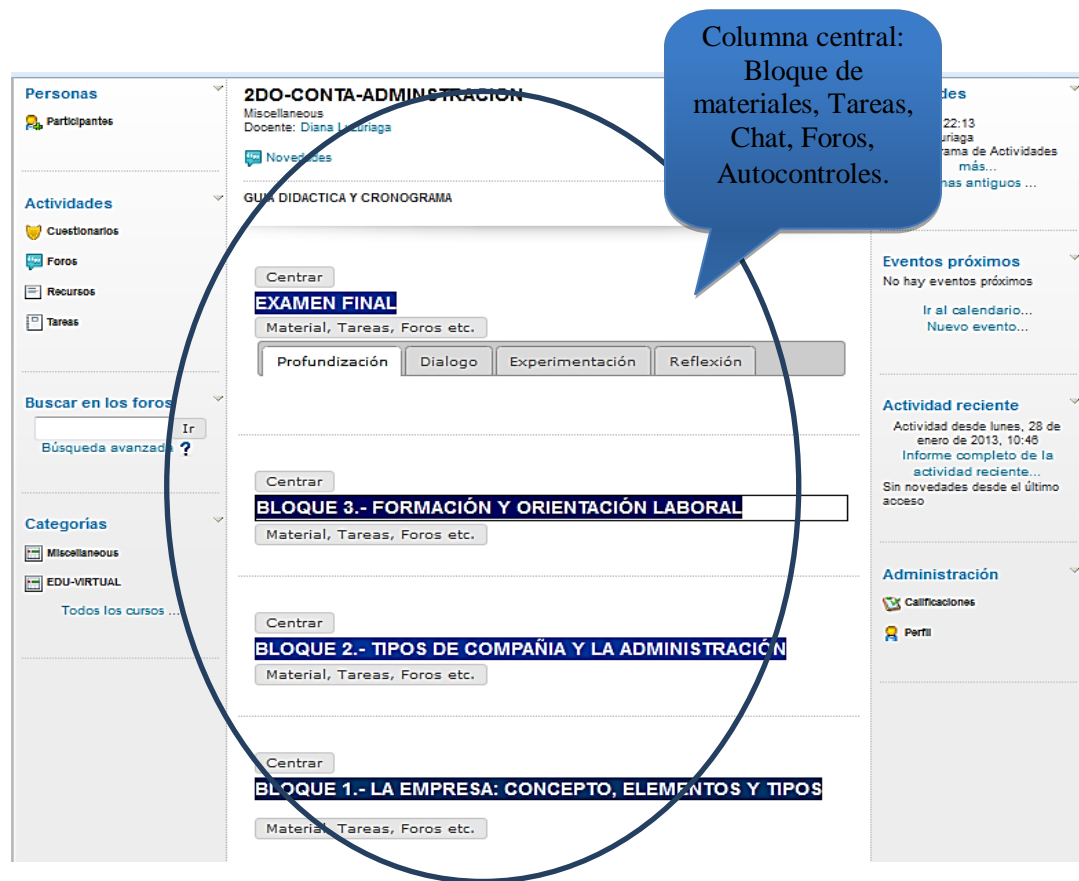 Columna central:
Bloque de
materiales, Tareas,
Chat, Foros,
Autocontroles.
Personas
Participantes
Actividades
Cuestionarios
Foros
Recursos
Tareas
Buscar en los foros
Ir
Búsqueda avanzada ?
Categorías
Miscellaneous
EDU-VIRTUAL
Todos los cursos ...
2DO-CONTA-ADMINSTRACION
Miscellaneous
Docente: Diana Luzuriaga
Novedades
GUIA DIDACTICA Y CRONOGRAMA
Centrar
EXAMEN FINAL
Material, Tareas, Foros etc.
Profundización Dialogo Experimentación Reflexión
Centrar
BLOQUE 3.- FORMACIÓN Y ORIENTACIÓN LABORAL
Material, Tareas, Foros etc.
Centrar
BLOQUE 2.- TIPOS DE COMPAÑIA Y LA ADMINISTRACIÓN
Material, Tareas, Foros etc.
Centrar
BLOQUE 1.- LA EMPRESA: CONCEPTO, ELEMENTOS Y TIPOS
Material, Tareas, Foros etc.
22:13
de Actividades
más...
antiguos ...
Eventos próximos
No hay eventos próximos
Ir al calendario...
Nuevo evento...
Actividad reciente
Actividad desde lunes, 28 de
enero de 2013, 10:46
Informe completo de la
actividad reciente...
Sin novedades desde el último
acceso
Administración
Calificaciones
Perfil